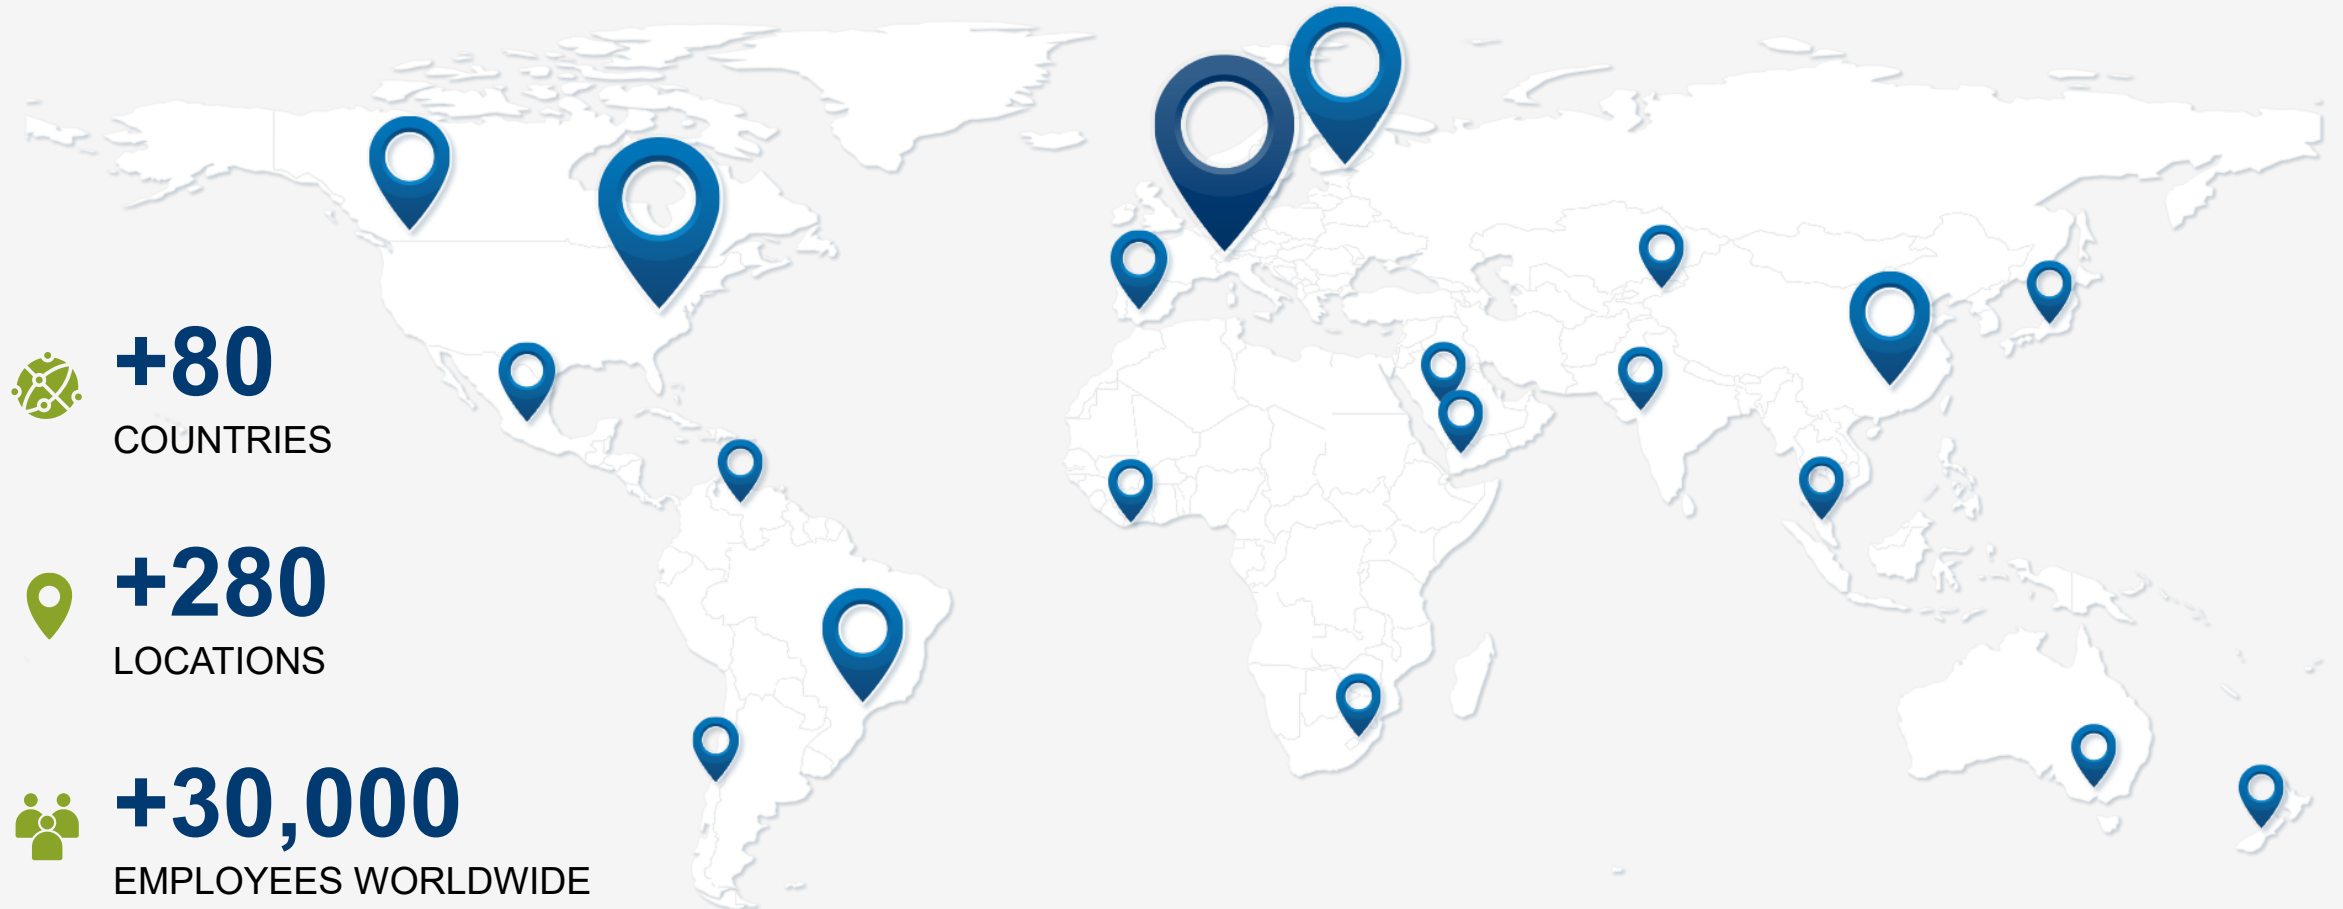 +80
COUNTRIES
+280
LOCATIONS
+30,000
EMPLOYEES WORLDWIDE